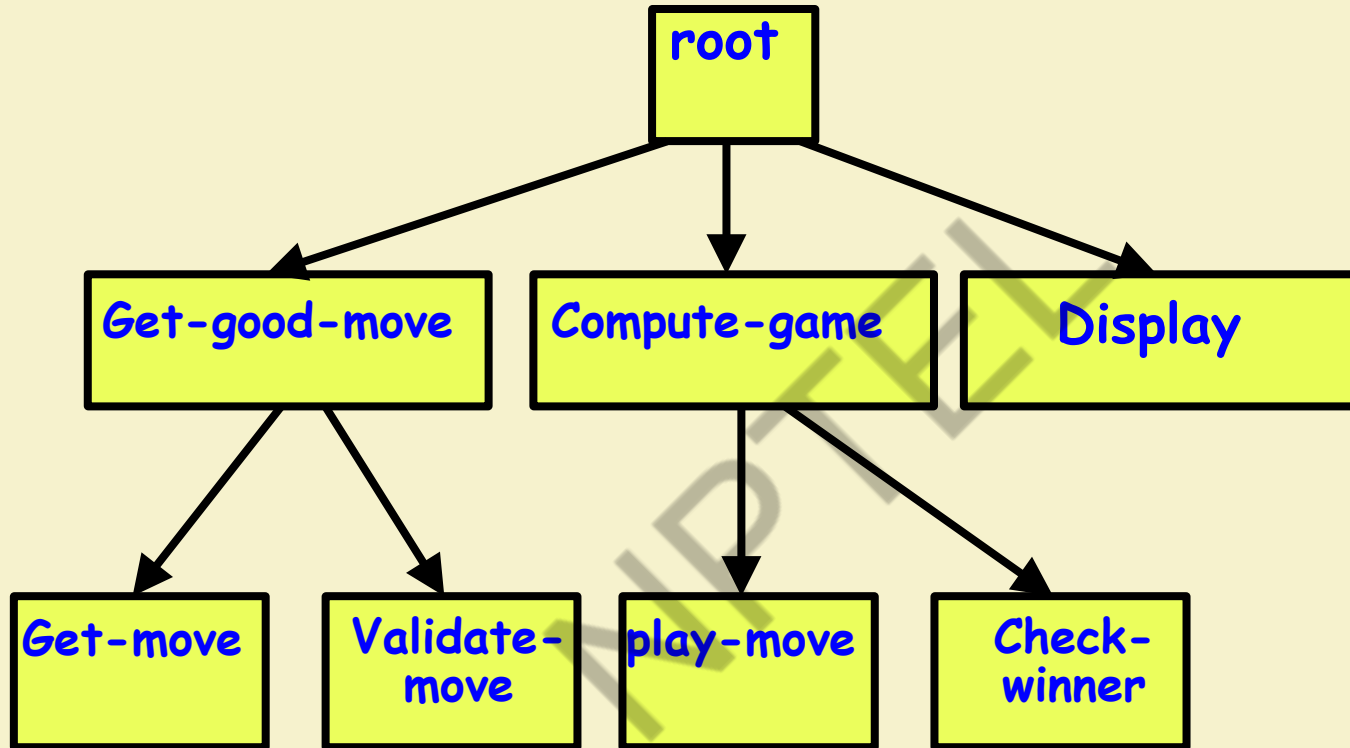 root
Get-good-move
Compute-game
Display
Get-move
Validate-
move
play-move
Check-
winner
NPTEL